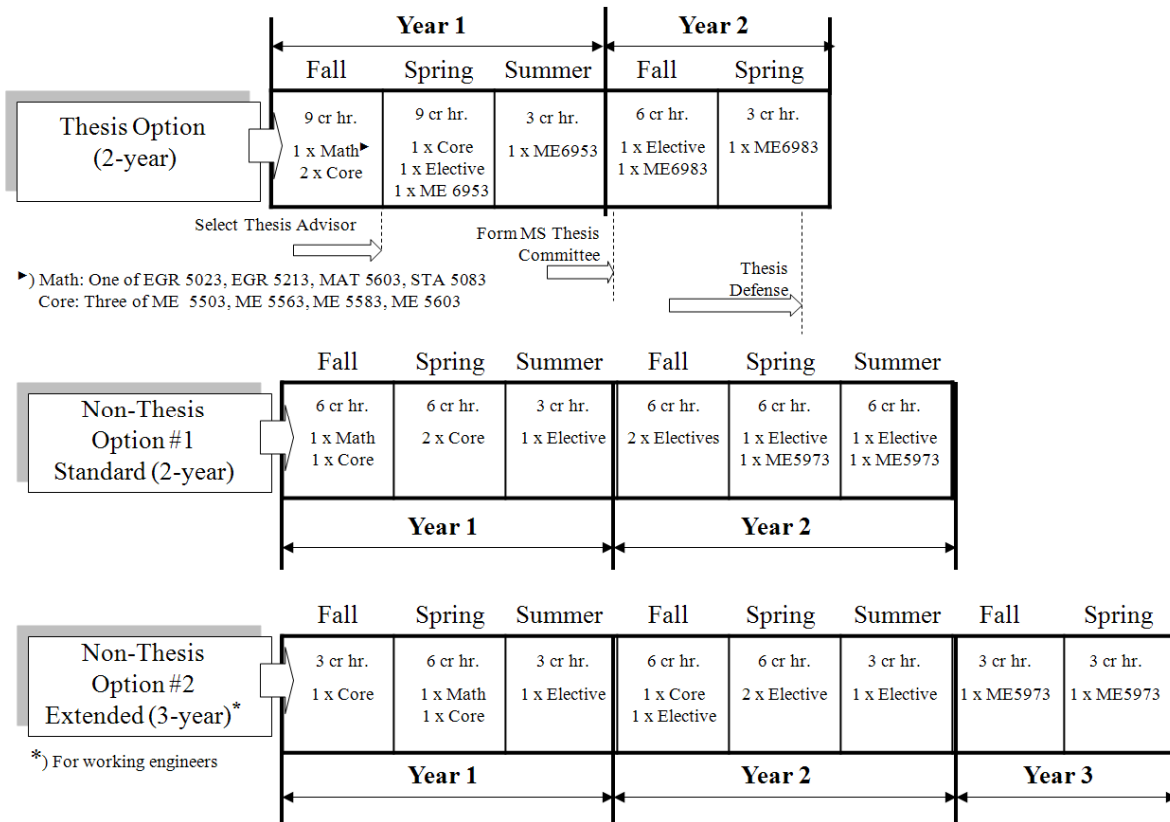 Year 1
Year 2
Fall
Spring
Summer
Fall
Spring
Thesis Option
(2-year)
9 cr hr.
1 x Math►
2 x Core
9 cr hr.
1 x Core
1 x Elective
1 x ME 6953
3 cr hr.
1 x ME6953
6 cr hr.
1 x Elective
1 x ME6983
3 cr hr.
1 x ME6983
Select Thesis Advisor
Form MS Thesis
Committee
Thesis
Defense
►) Math: One of EGR 5023, EGR 5213, MAT 5603, STA 5083
Core: Three of ME 5503, ME 5563, ME 5583, ME 5603
Fall
Spring
Summer
Fall
Spring
Summer
Non-Thesis
Option #1
Standard (2-year)
6 cr hr.
1 x Math
1 x Core
6 cr hr.
2 x Core
3 cr hr.
1 x Elective
6 cr hr.
2 x Electives
6 cr hr.
1 x Elective
1 x ME5973
6 cr hr.
1 x Elective
1 x ME5973
Year 1
Year 2
Fall
Spring
Summer
Fall
Spring
Summer
Fall
Spring
Non-Thesis
Option #2
Extended (3-year)*
3 cr hr.
1 x Core
6 cr hr.
1 x Math
1 x Core
3 cr hr.
1 x Elective
6 cr hr.
1 x Core
1 x Elective
6 cr hr.
2 x Elective
3 cr hr.
1 x Elective
3 cr hr.
1 x ME5973
3 cr hr.
1 x ME5973
*) For working engineers
Year 1
Year 2
Year 3